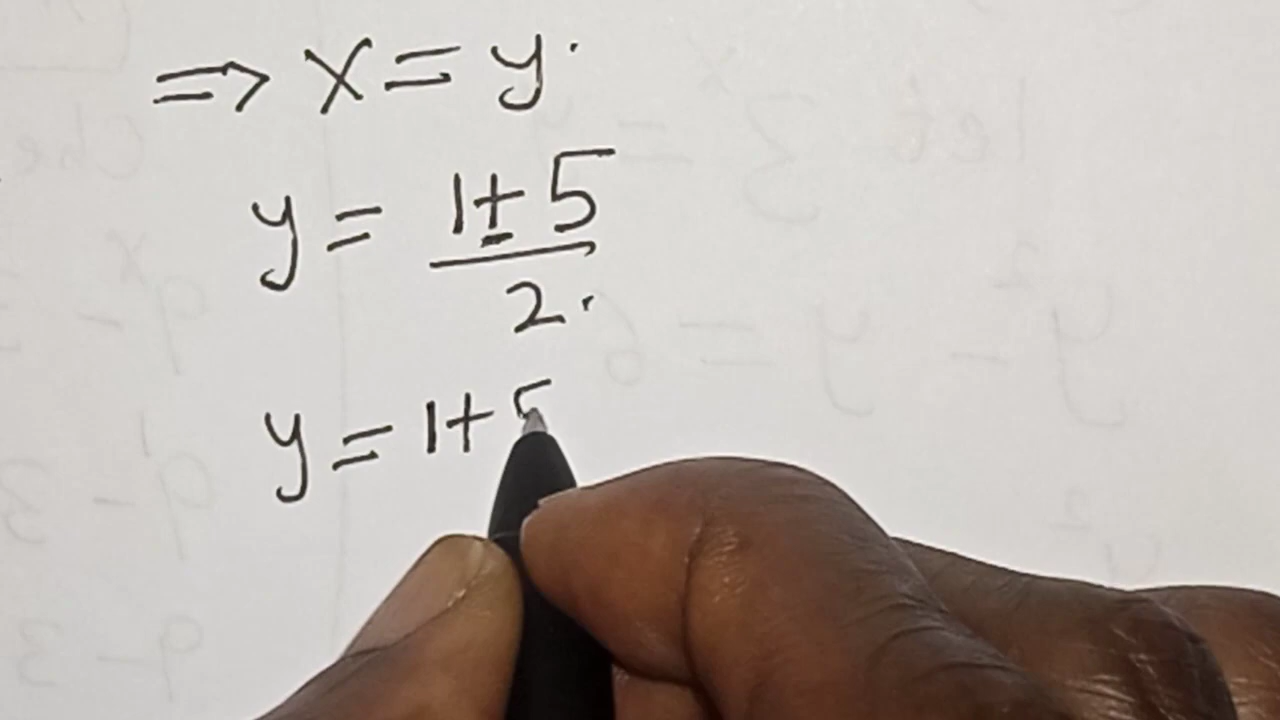 ⇒ x = y.
y = 1 ± 5 / 2.
y = 1 + 5